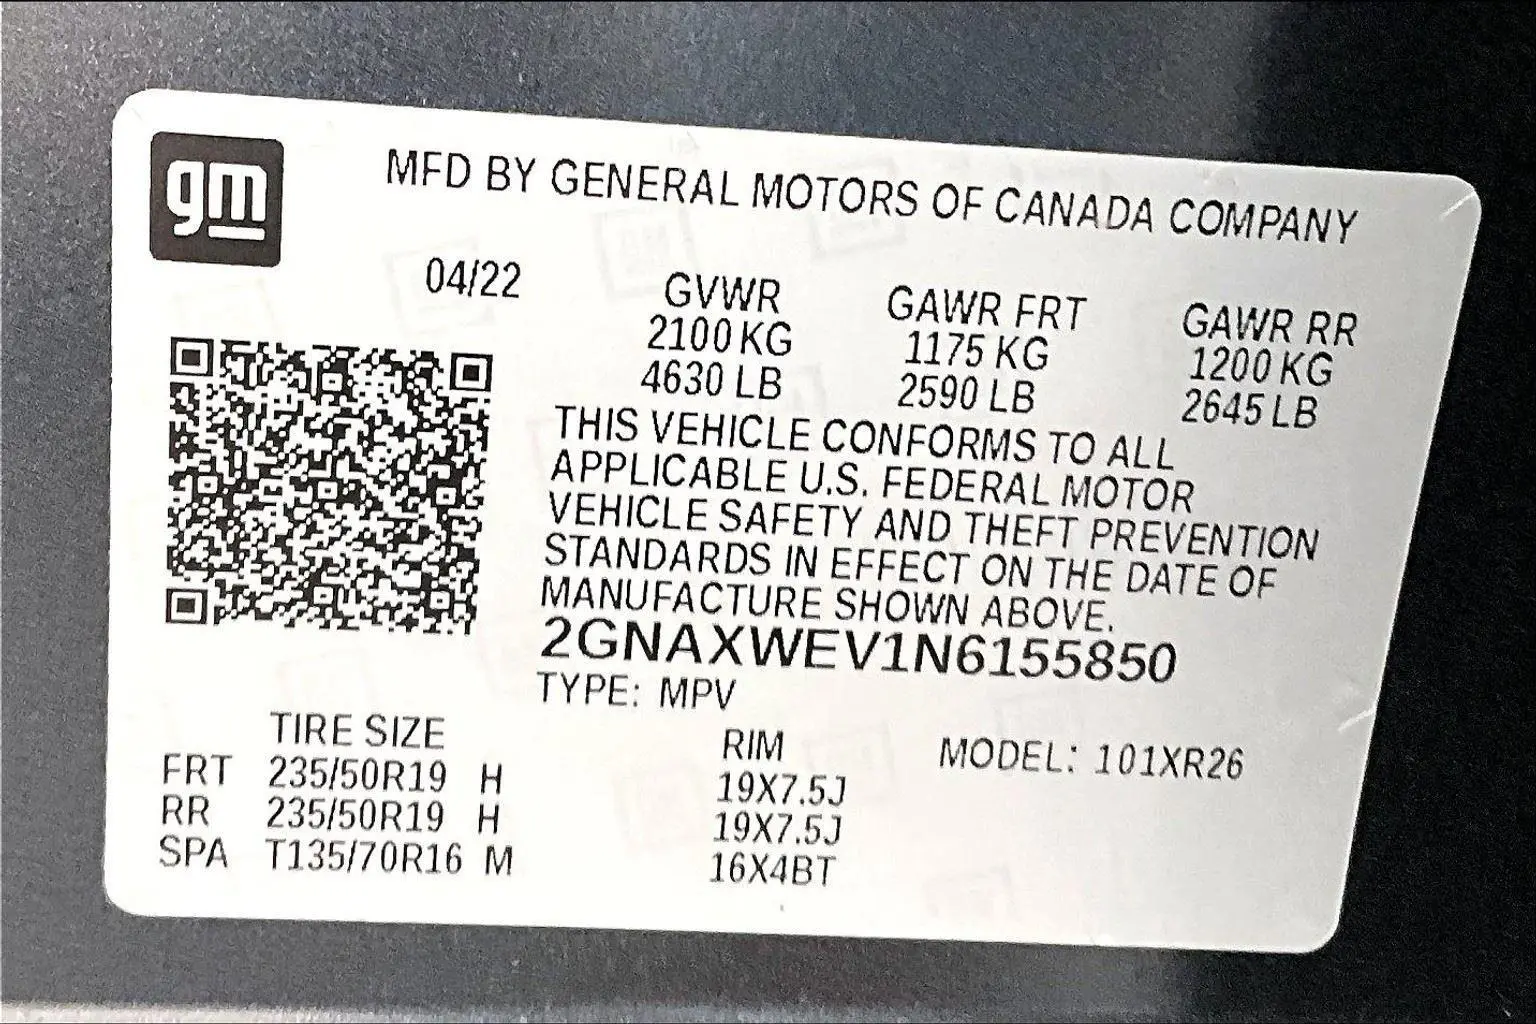 gm
MFD BY GENERAL MOTORS OF CANADA COMPANY
04/22 GVWR GAWR FRT GAWR RR
2100 KG 1175 KG 1200 KG
4630 LB 2590 LB 2645 LB
THIS VEHICLE CONFORMS TO ALL
APPLICABLE U.S. FEDERAL MOTOR
VEHICLE SAFETY AND THEFT PREVENTION
STANDARDS IN EFFECT ON THE DATE OF
MANUFACTURE SHOWN ABOVE.
2GNAXWEV1N6155850
TYPE: MPV
TIRE SIZE RIM MODEL: 101XR26
FRT 235/50R19 H 19X7.5J
RR 235/50R19 H 19X7.5J
SPA T135/70R16 M 16X4BT